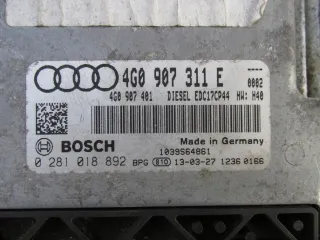 4G0 907 311 E ----
0002
4G0 907 401 DIESEL EDC17CP44 HW: H40
BOSCH
Made in Germany
1039S64861
0 281 018 892 BPG 810 13-03-27 1236 0166